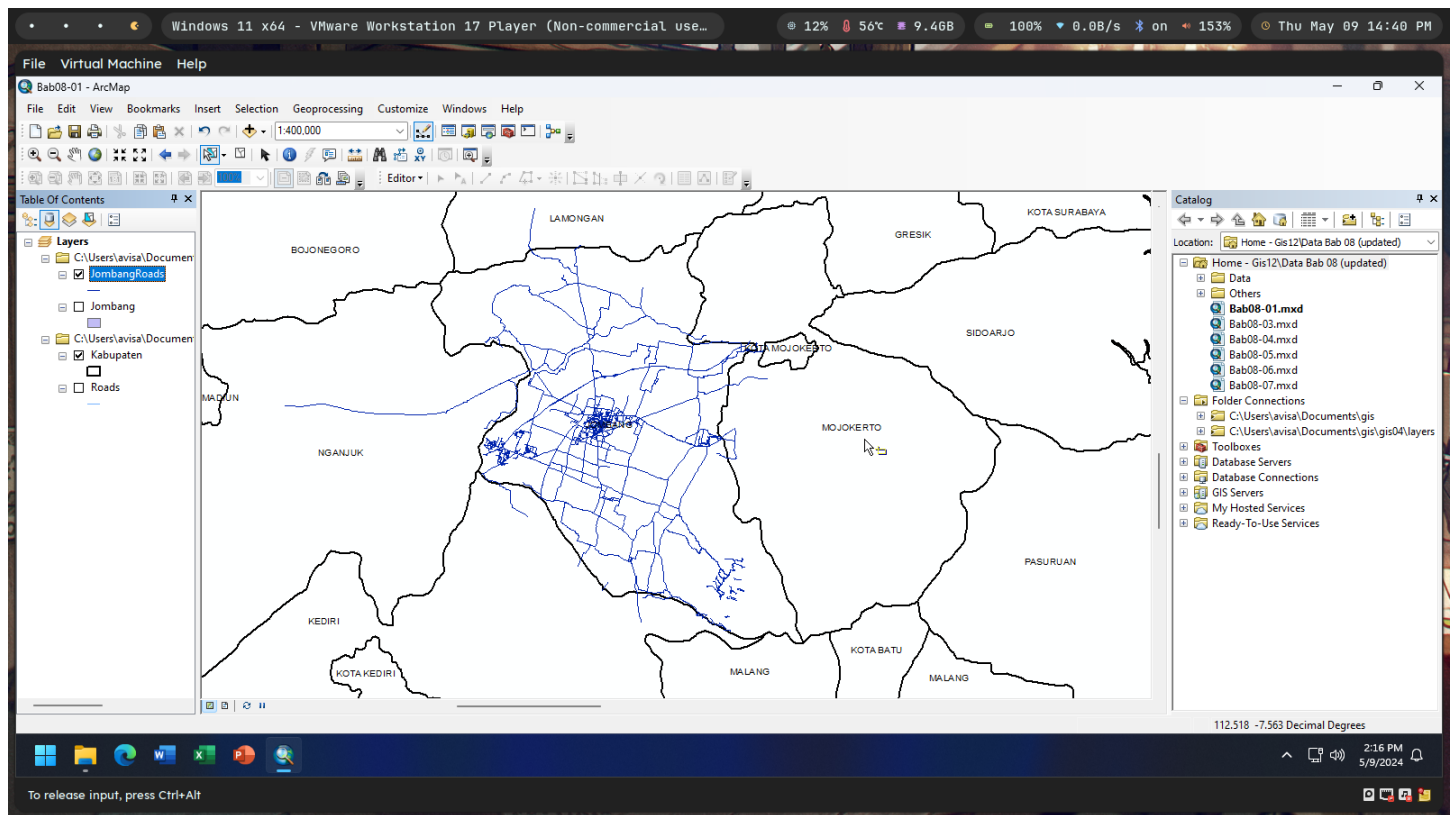 Windows 11 x64 - VMware Workstation 17 Player (Non-commercial use…
12% 56℃ 9.4GB
100% 0.0B/s on 153%
Thu May 09 14:40 PM
File Virtual Machine Help
Bab08-01 - ArcMap
File Edit View Bookmarks Insert Selection Geoprocessing Customize Windows Help
1:400,000
Editor
Table Of Contents
Layers
C:\Users\avisa\Documen
JombangRoads
Jombang
C:\Users\avisa\Documen
Kabupaten
Roads
LAMONGAN
KOTA SURABAYA
GRESIK
BOJONEGORO
SIDOARJO
KOTA MOJOKERTO
MADIUN
MOJOKERTO
NGANJUK
PASURUAN
KEDIRI
KOTA BATU
KOTA KEDIRI
MALANG
MALANG
Catalog
Location: Home - Gis12\Data Bab 08 (updated)
Home - Gis12\Data Bab 08 (updated)
Data
Others
Bab08-01.mxd
Bab08-03.mxd
Bab08-04.mxd
Bab08-05.mxd
Bab08-06.mxd
Bab08-07.mxd
Folder Connections
C:\Users\avisa\Documents\gis
C:\Users\avisa\Documents\gis\gis04\layers
Toolboxes
Database Servers
Database Connections
GIS Servers
My Hosted Services
Ready-To-Use Services
112.518 -7.563 Decimal Degrees
2:16 PM
5/9/2024
To release input, press Ctrl+Alt